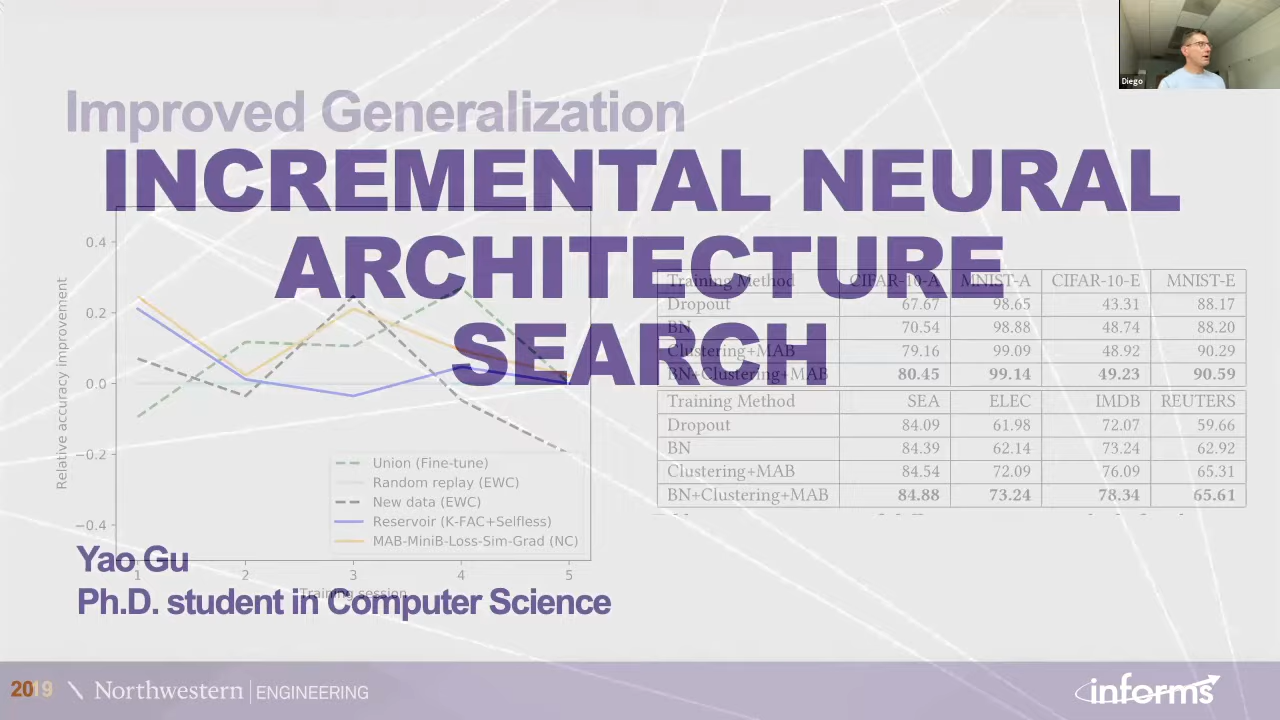 Diego
Improved Generalization
INCREMENTAL NEURAL
ARCHITECTURE
SEARCH
Relative accuracy improvement
0.4
0.2
0.0
−0.2
−0.4
1 2 3 4 5
Training session
Union (Fine-tune)
Random replay (EWC)
New data (EWC)
Reservoir (K-FAC+Selfless)
MAB-MiniB-Loss-Sim-Grad (NC)
Training Method CIFAR-10-A MNIST-A CIFAR-10-E MNIST-E
Dropout 67.67 98.65 43.31 88.17
BN 70.54 98.88 48.74 88.20
Clustering+MAB 79.16 99.09 48.92 90.29
BN+Clustering+MAB 80.45 99.14 49.23 90.59
Training Method SEA ELEC IMDB REUTERS
Dropout 84.09 61.98 72.07 59.66
BN 84.39 62.14 73.24 62.92
Clustering+MAB 84.54 72.09 76.09 65.31
BN+Clustering+MAB 84.88 73.24 78.34 65.61
Yao Gu
Ph.D. student in Computer Science
Northwestern | ENGINEERING
informs